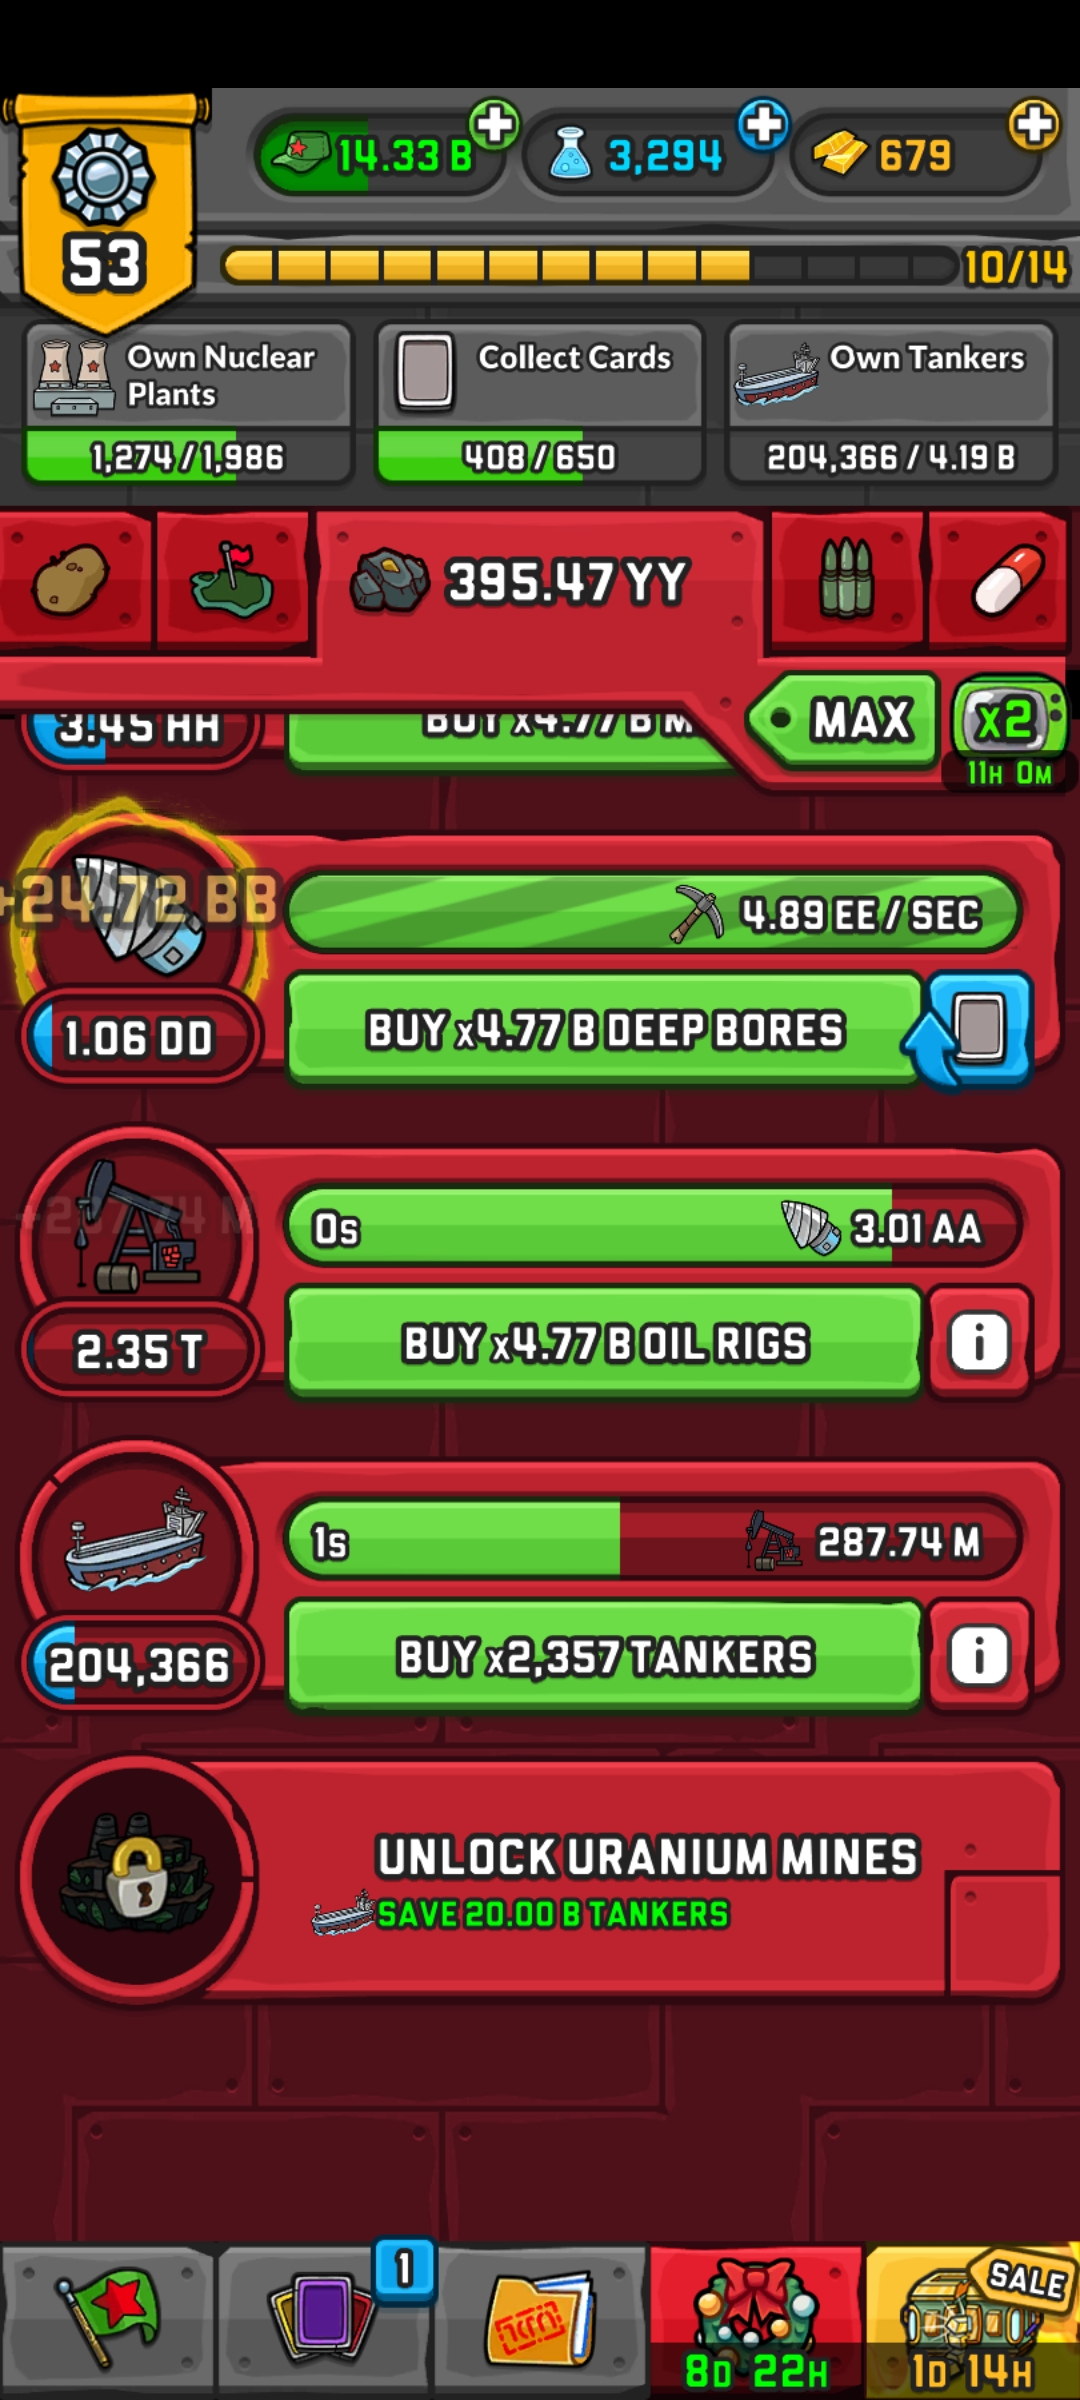 14.33 B
3,294
679
53
10/14
Own Nuclear
Plants
Collect Cards
Own Tankers
1,274/1,986
408/650
204,366/4.19 B
395.47 YY
3.45 HH
BUY x4.77 B M
MAX
x2
11H 0M
+24.72 BB
4.89 EE/SEC
1.06 DD
BUY x4.77 B DEEP BORES
+287.74 M
0s
3.01 AA
2.35 T
BUY x4.77 B OIL RIGS
i
1s
287.74 M
204,366
BUY x2,357 TANKERS
i
UNLOCK URANIUM MINES
SAVE 20.00 B TANKERS
1
SALE
8D 22H
1D 14H